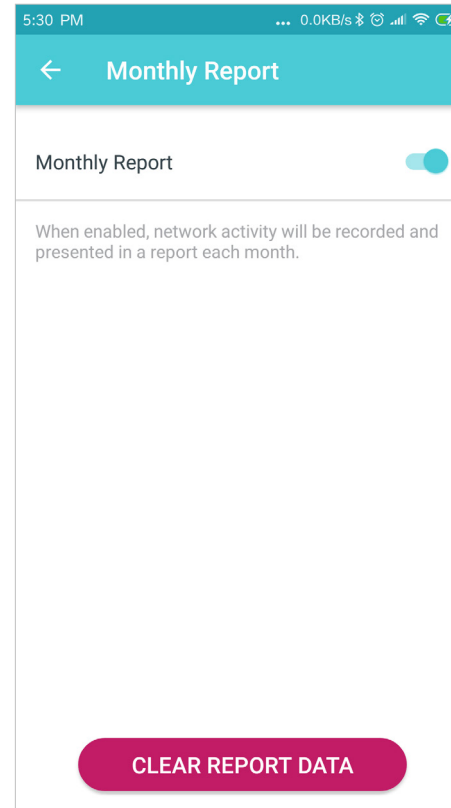 5:30 PM ... 0.0KB/s
Monthly Report
Monthly Report
When enabled, network activity will be recorded and
presented in a report each month.
CLEAR REPORT DATA